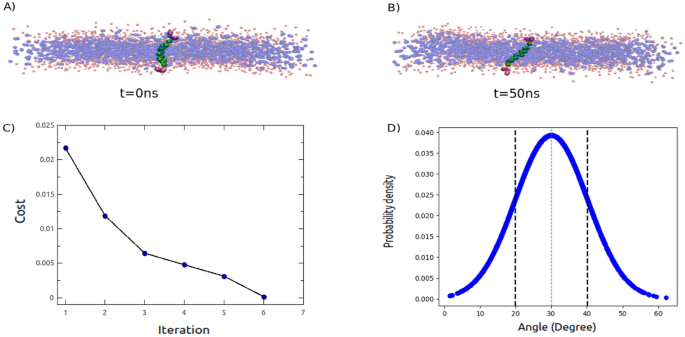 A)
B)
t=0ns
t=50ns
C)
0.025
0.02
0.015
0.01
0.005
0
Cost
1 2 3 4 5 6 7
Iteration
D)
0.040
0.035
0.030
0.025
0.020
0.015
0.010
0.005
0.000
Probability density
0 10 20 30 40 50 60
Angle (Degree)